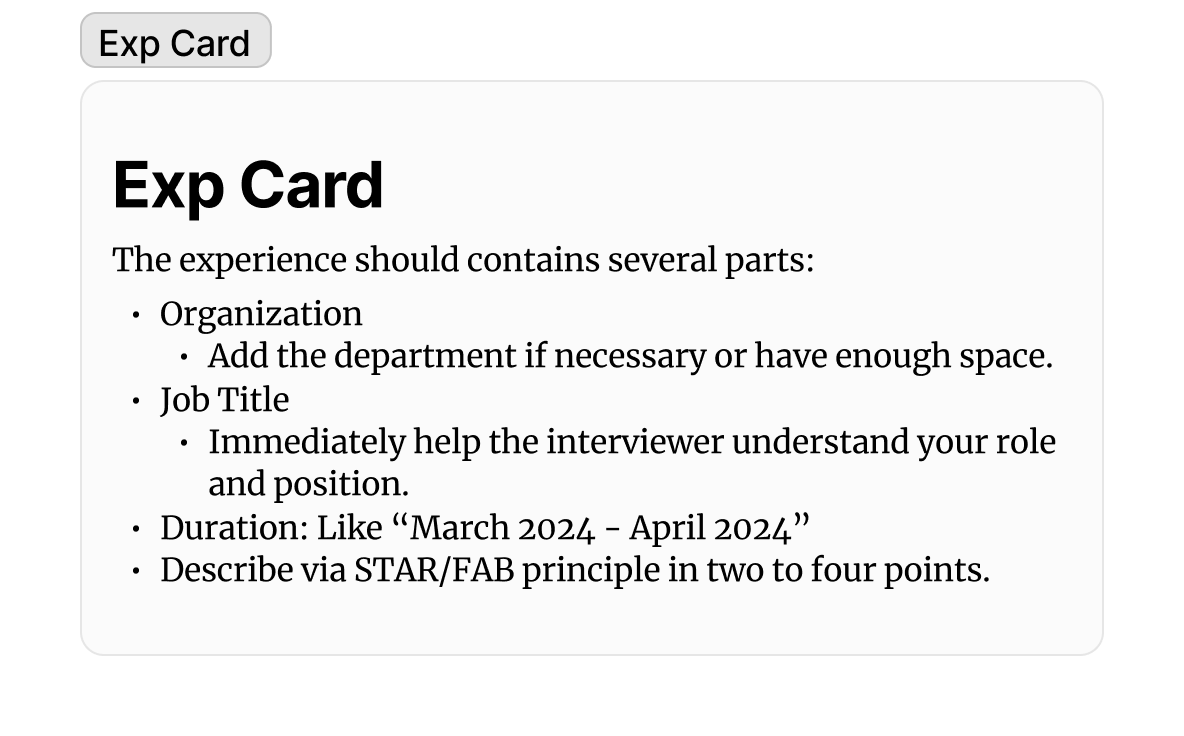 Exp Card
Exp Card
The experience should contains several parts:
• Organization
• Add the department if necessary or have enough space.
• Job Title
• Immediately help the interviewer understand your role
and position.
• Duration: Like “March 2024 - April 2024”
• Describe via STAR/FAB principle in two to four points.